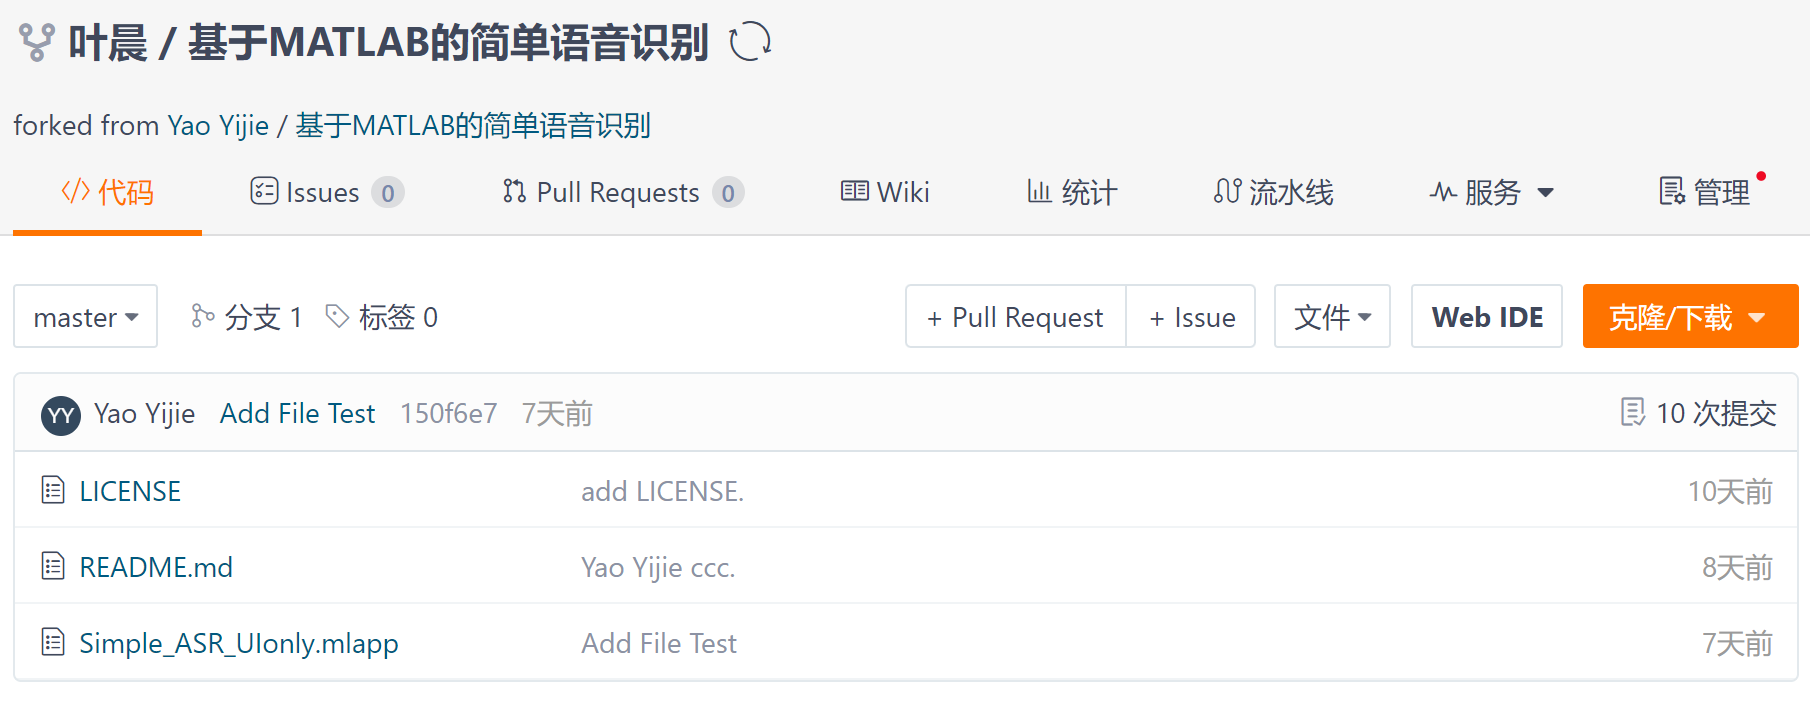 叶晨 / 基于MATLAB的简单语音识别
forked from Yao Yijie / 基于MATLAB的简单语音识别
</> 代码 Issues 0 Pull Requests 0 Wiki 统计 流水线 服务 管理
master 分支 1 标签 0 + Pull Request + Issue 文件 Web IDE 克隆/下载
YY Yao Yijie Add File Test 150f6e7 7天前 10 次提交
LICENSE add LICENSE. 10天前
README.md Yao Yijie ccc. 8天前
Simple_ASR_UIonly.mlapp Add File Test 7天前